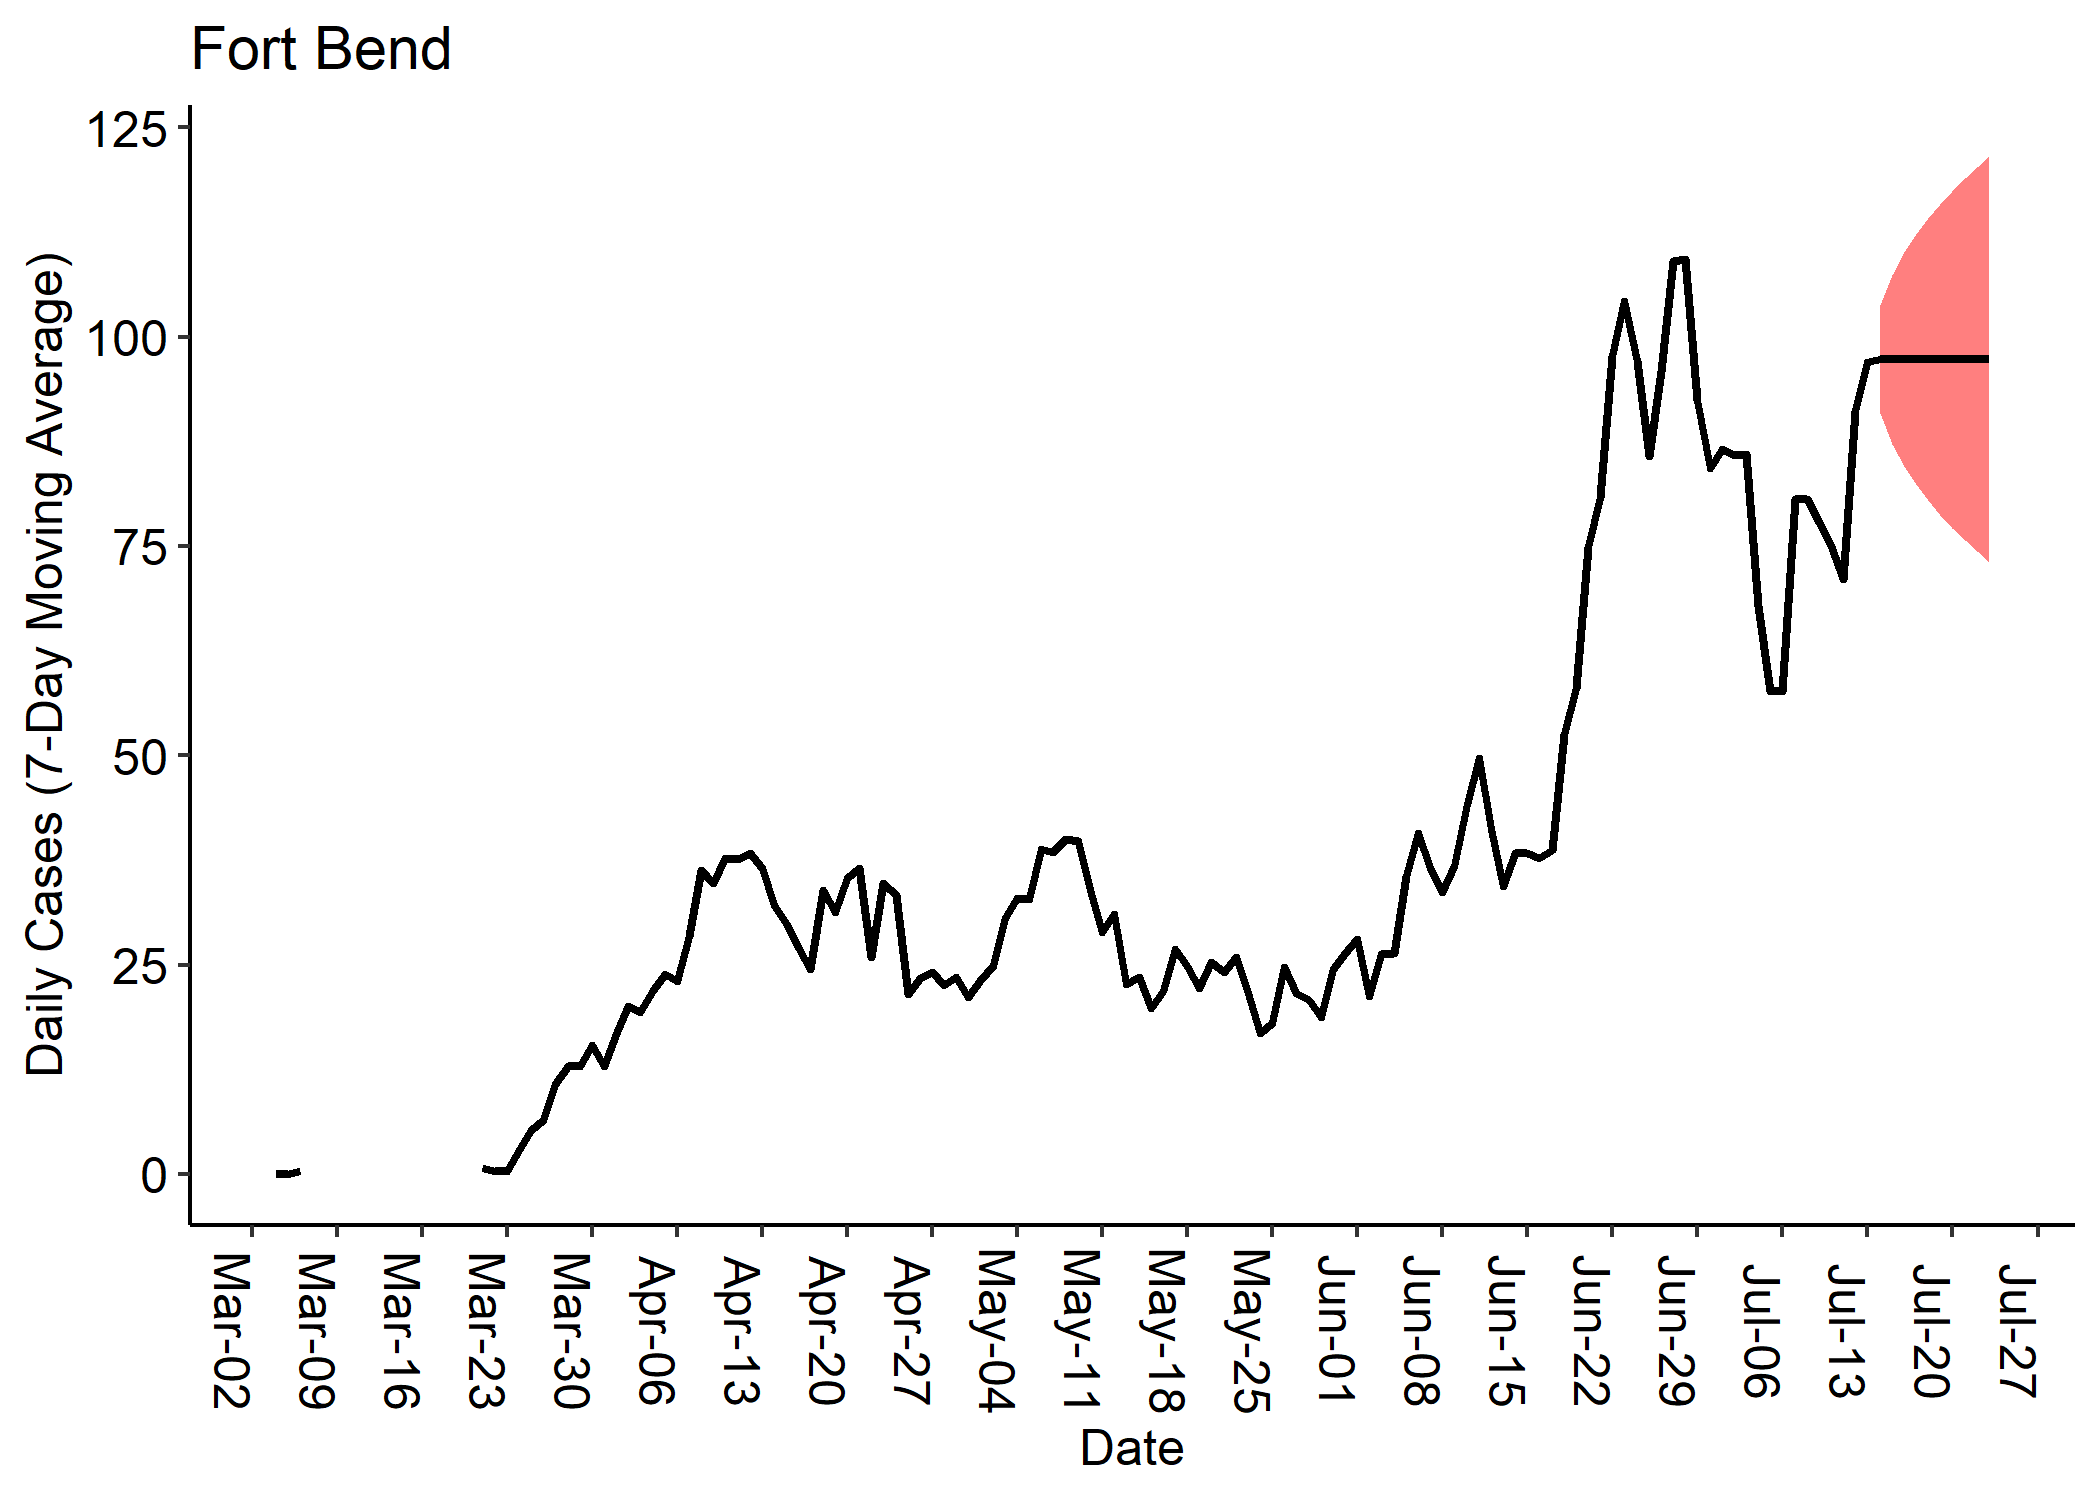 Fort Bend
Daily Cases (7-Day Moving Average)
125
100
75
50
25
0
Mar-02
Mar-09
Mar-16
Mar-23
Mar-30
Apr-06
Apr-13
Apr-20
Apr-27
May-04
May-11
May-18
May-25
Jun-01
Jun-08
Jun-15
Jun-22
Jun-29
Jul-06
Jul-13
Jul-20
Jul-27
Date